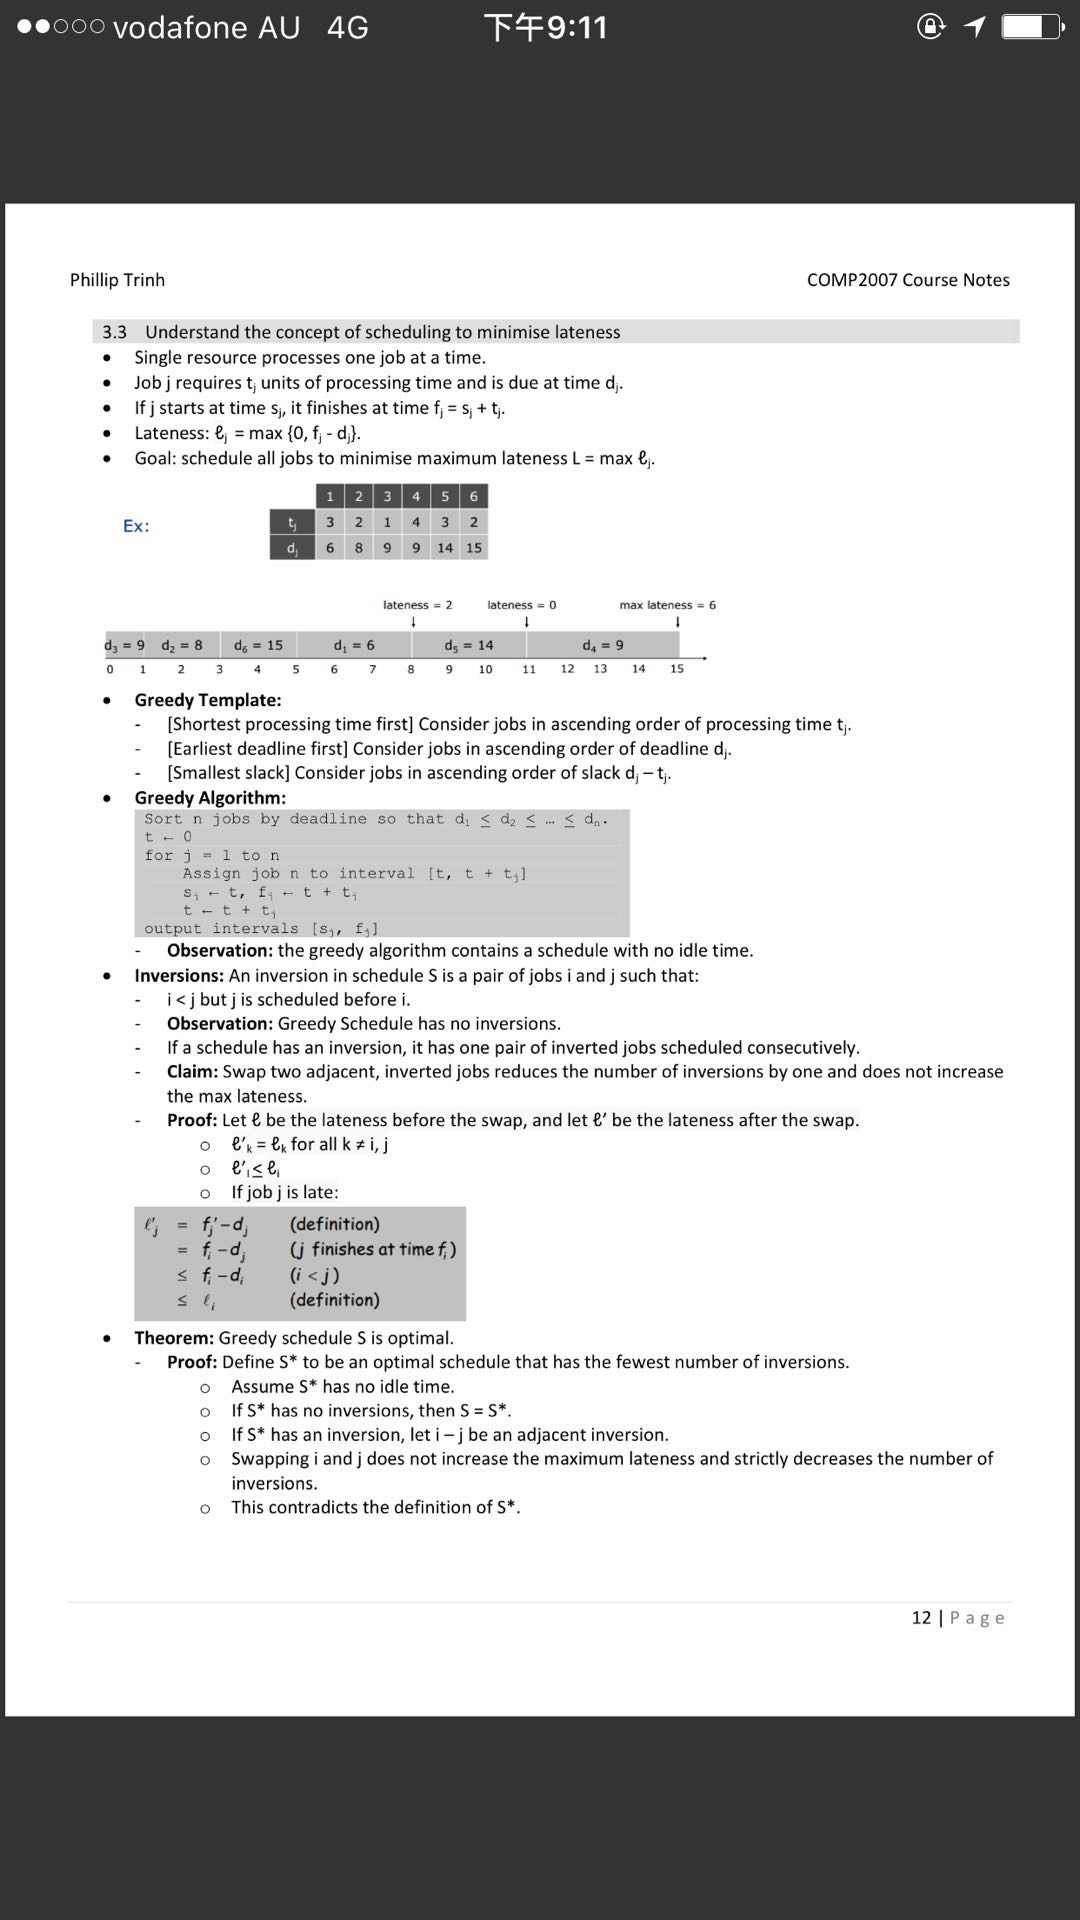 vodafone AU 4G 下午9:11
Phillip Trinh COMP2007 Course Notes
3.3 Understand the concept of scheduling to minimise lateness
• Single resource processes one job at a time.
• Job j requires tⱼ units of processing time and is due at time dⱼ.
• If j starts at time sⱼ, it finishes at time fⱼ = sⱼ + tⱼ.
• Lateness: ℓⱼ = max {0, fⱼ - dⱼ}.
• Goal: schedule all jobs to minimise maximum lateness L = max ℓⱼ.
1 2 3 4 5 6
Ex: tⱼ 3 2 1 4 3 2
dⱼ 6 8 9 9 14 15
lateness = 2 lateness = 0 max lateness = 6
d₃ = 9 d₂ = 8 d₆ = 15 d₁ = 6 d₅ = 14 d₄ = 9
0 1 2 3 4 5 6 7 8 9 10 11 12 13 14 15
• Greedy Template:
- [Shortest processing time first] Consider jobs in ascending order of processing time tⱼ.
- [Earliest deadline first] Consider jobs in ascending order of deadline dⱼ.
- [Smallest slack] Consider jobs in ascending order of slack dⱼ – tⱼ.
• Greedy Algorithm:
Sort n jobs by deadline so that d₁ ≤ d₂ ≤ … ≤ dₙ.
t ← 0
for j = 1 to n
Assign job n to interval [t, t + tⱼ]
sⱼ ← t, fⱼ ← t + tⱼ
t ← t + tⱼ
output intervals [sⱼ, fⱼ]
- Observation: the greedy algorithm contains a schedule with no idle time.
• Inversions: An inversion in schedule S is a pair of jobs i and j such that:
- i < j but j is scheduled before i.
- Observation: Greedy Schedule has no inversions.
- If a schedule has an inversion, it has one pair of inverted jobs scheduled consecutively.
- Claim: Swap two adjacent, inverted jobs reduces the number of inversions by one and does not increase
the max lateness.
- Proof: Let ℓ be the lateness before the swap, and let ℓ' be the lateness after the swap.
o ℓ'ₖ = ℓₖ for all k ≠ i, j
o ℓ'ᵢ ≤ ℓᵢ
o If job j is late:
ℓ'ⱼ = fⱼ' – dⱼ (definition)
= fᵢ – dⱼ (j finishes at time fᵢ)
≤ fᵢ – dᵢ (i < j)
≤ ℓᵢ (definition)
• Theorem: Greedy schedule S is optimal.
- Proof: Define S* to be an optimal schedule that has the fewest number of inversions.
o Assume S* has no idle time.
o If S* has no inversions, then S = S*.
o If S* has an inversion, let i – j be an adjacent inversion.
o Swapping i and j does not increase the maximum lateness and strictly decreases the number of
inversions.
o This contradicts the definition of S*.
12 | Page